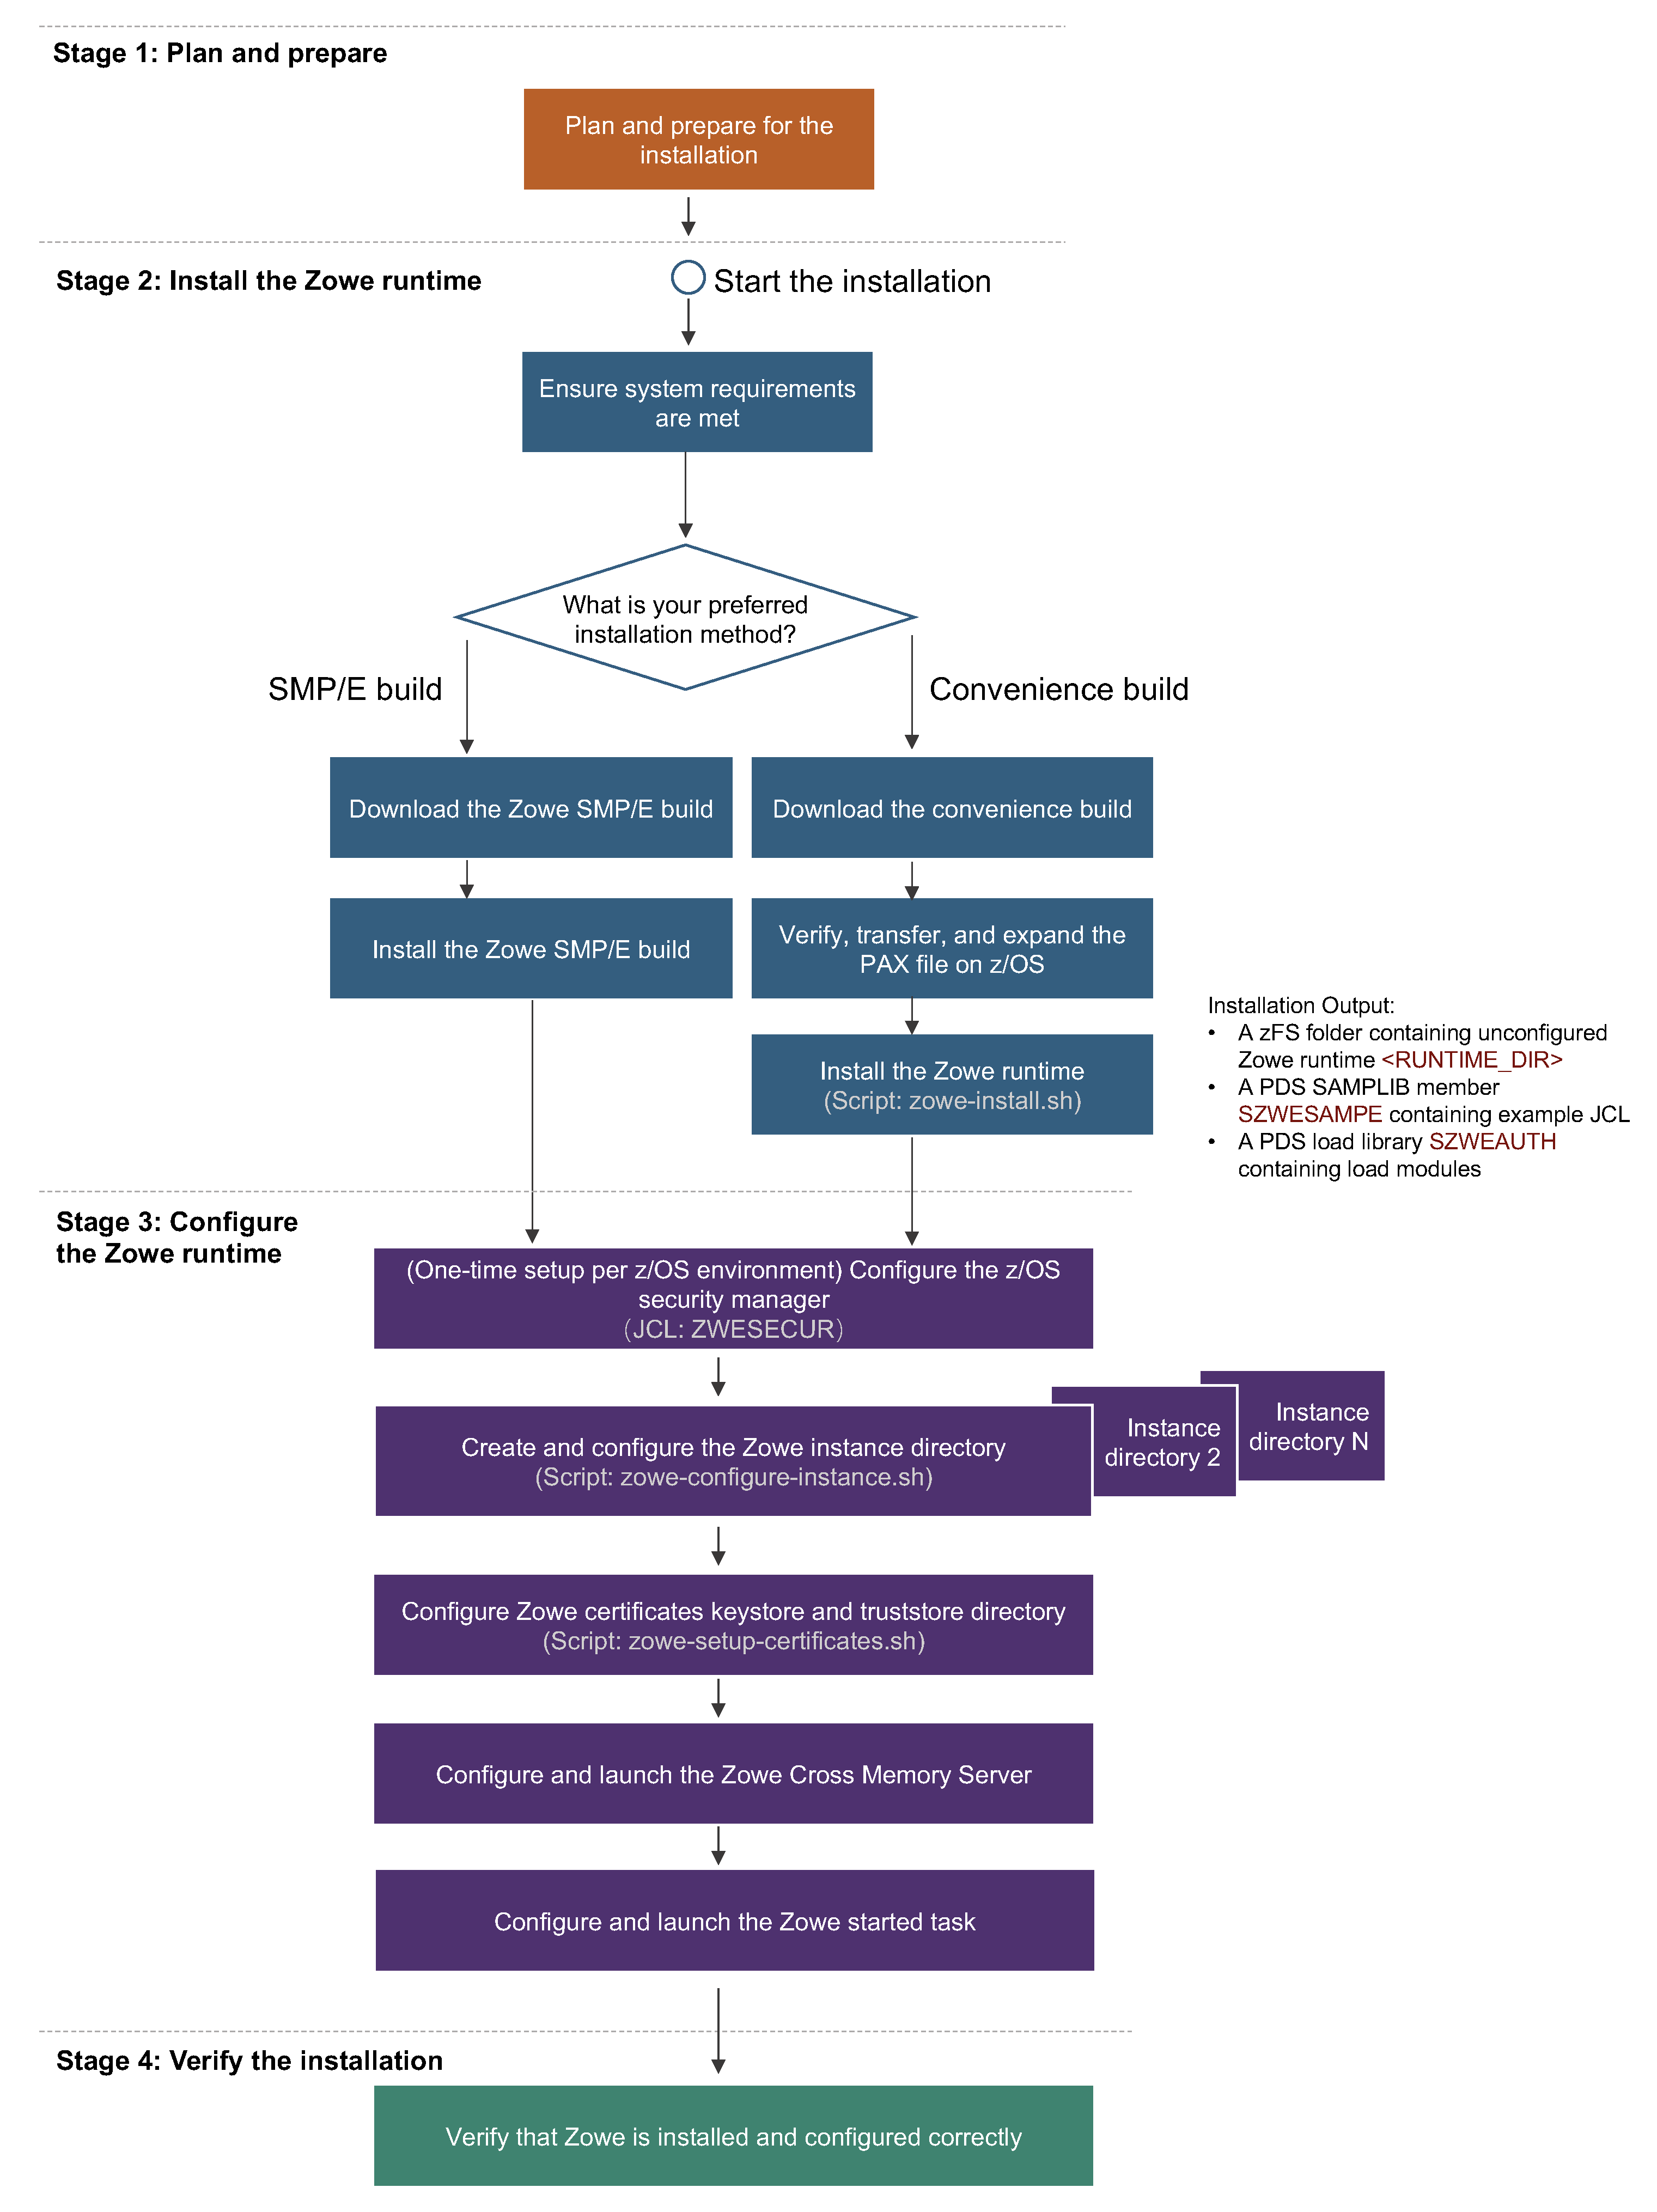 Stage 1: Plan and prepare
Plan and prepare for the
installation
Stage 2: Install the Zowe runtime
Start the installation
Ensure system requirements
are met
What is your preferred
installation method?
SMP/E build
Convenience build
Download the Zowe SMP/E build
Download the convenience build
Install the Zowe SMP/E build
Verify, transfer, and expand the
PAX file on z/OS
Install the Zowe runtime
(Script: zowe-install.sh)
Installation Output:
• A zFS folder containing unconfigured
Zowe runtime <RUNTIME_DIR>
• A PDS SAMPLIB member
SZWESAMPE containing example JCL
• A PDS load library SZWEAUTH
containing load modules
Stage 3: Configure
the Zowe runtime
(One-time setup per z/OS environment) Configure the z/OS
security manager
(JCL: ZWESECUR)
Create and configure the Zowe instance directory
(Script: zowe-configure-instance.sh)
Instance
directory 2
Instance
directory N
Configure Zowe certificates keystore and truststore directory
(Script: zowe-setup-certificates.sh)
Configure and launch the Zowe Cross Memory Server
Configure and launch the Zowe started task
Stage 4: Verify the installation
Verify that Zowe is installed and configured correctly